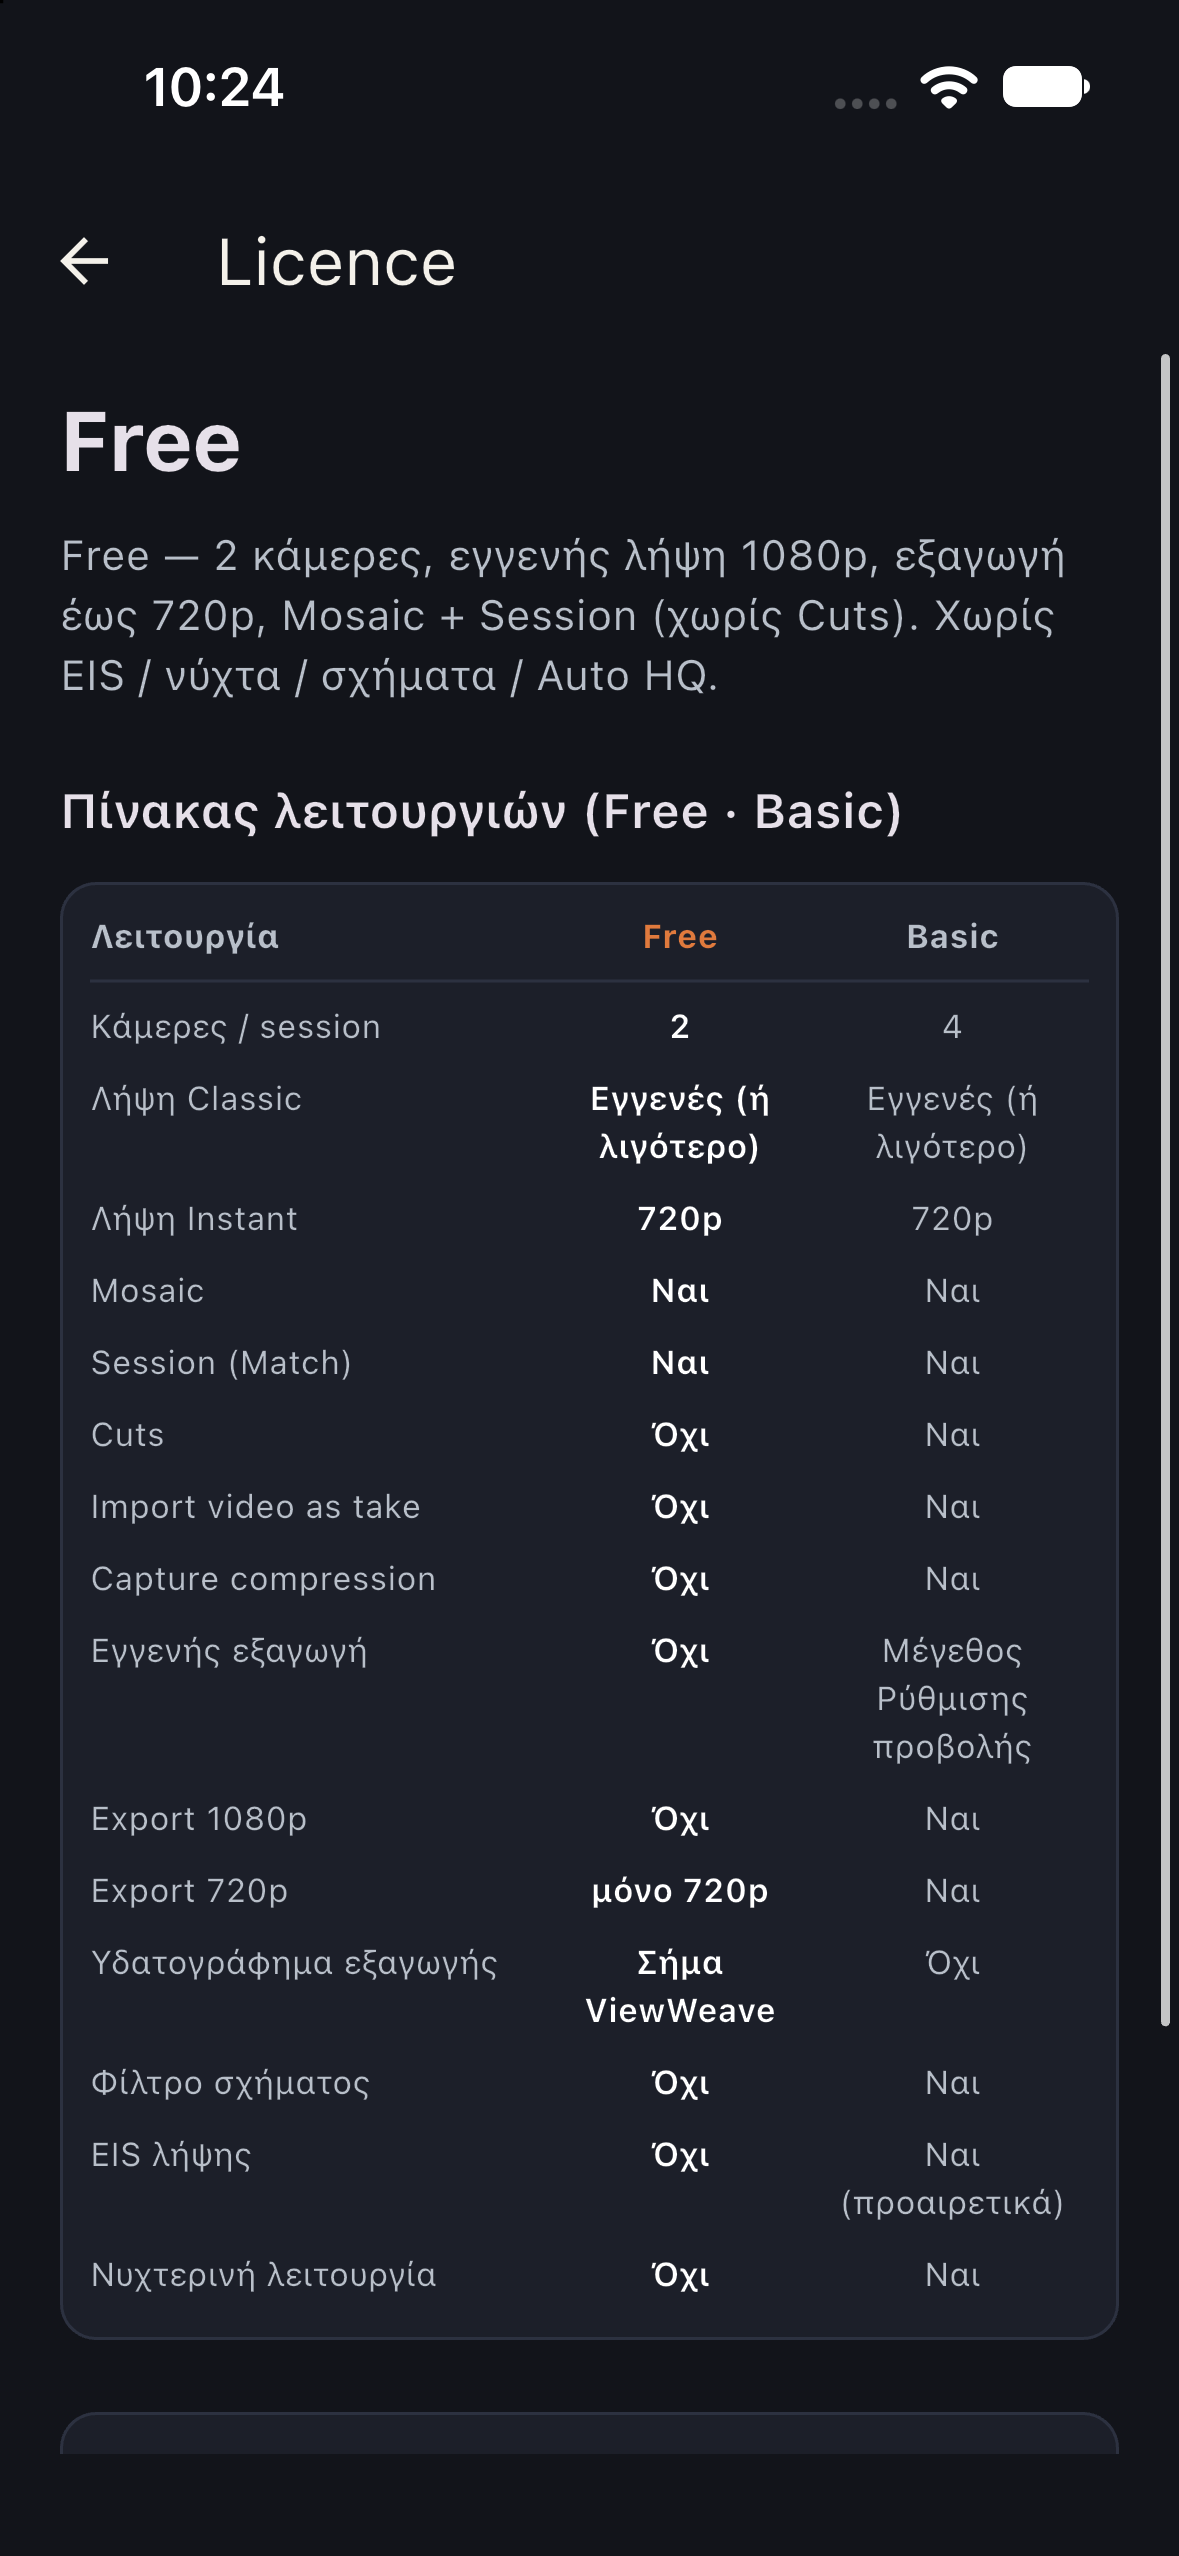 10:24
Licence
Free
Free — 2 κάμερες, εγγενής λήψη 1080p, εξαγωγή
έως 720p, Mosaic + Session (χωρίς Cuts). Χωρίς
EIS / νύχτα / σχήματα / Auto HQ.
Πίνακας λειτουργιών (Free · Basic)
Λειτουργία Free Basic
Κάμερες / session 2 4
Λήψη Classic Εγγενές (ή λιγότερο) Εγγενές (ή λιγότερο)
Λήψη Instant 720p 720p
Mosaic Ναι Ναι
Session (Match) Ναι Ναι
Cuts Όχι Ναι
Import video as take Όχι Ναι
Capture compression Όχι Ναι
Εγγενής εξαγωγή Όχι Μέγεθος Ρύθμισης προβολής
Export 1080p Όχι Ναι
Export 720p μόνο 720p Ναι
Υδατογράφημα εξαγωγής Σήμα ViewWeave Όχι
Φίλτρο σχήματος Όχι Ναι
EIS λήψης Όχι Ναι (προαιρετικά)
Νυχτερινή λειτουργία Όχι Ναι